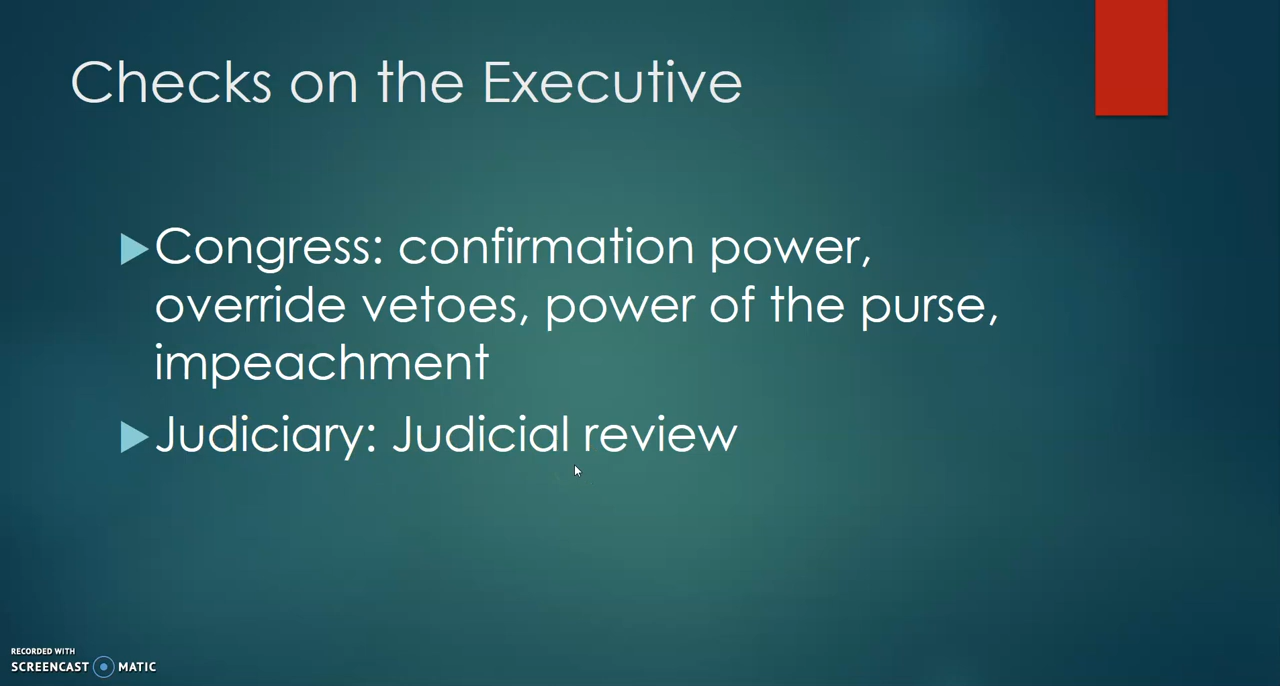 Checks on the Executive
Congress: confirmation power,
override vetoes, power of the purse,
impeachment
Judiciary: Judicial review
RECORDED WITH
SCREENCAST MATIC